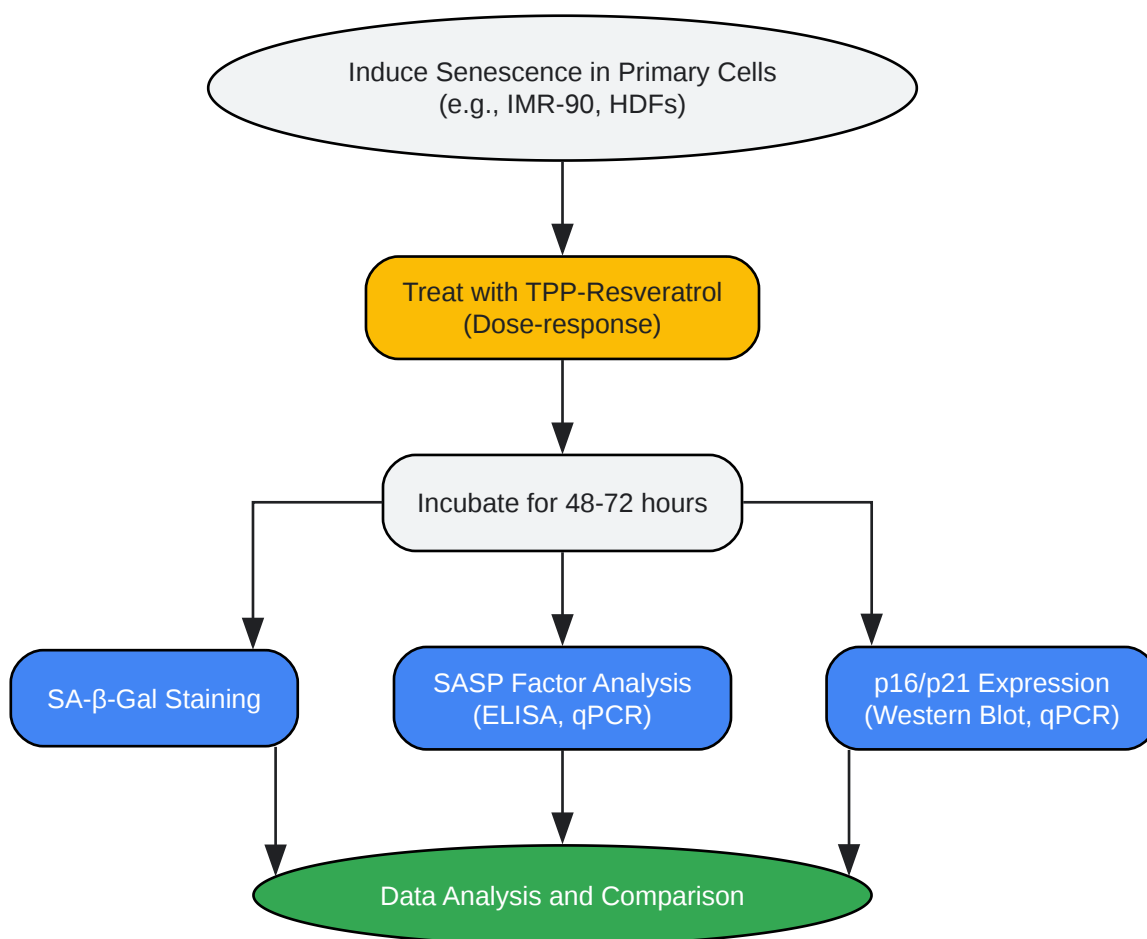 Induce Senescence in Primary Cells
(e.g., IMR-90, HDFs)
Treat with TPP-Resveratrol
(Dose-response)
Incubate for 48-72 hours
SA-β-Gal Staining
SASP Factor Analysis
(ELISA, qPCR)
p16/p21 Expression
(Western Blot, qPCR)
Data Analysis and Comparison